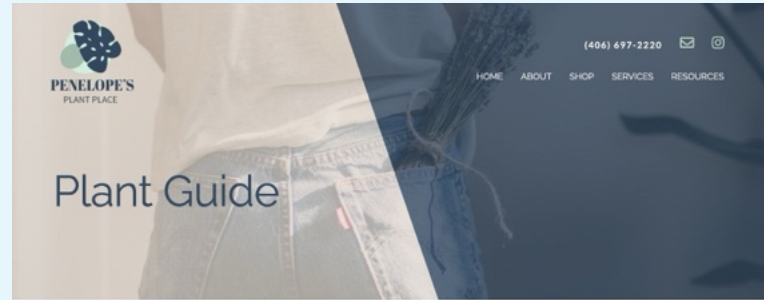 (406) 697-2220
PENELOPE'S
PLANT PLACE
HOME ABOUT SHOP SERVICES RESOURCES
Plant Guide